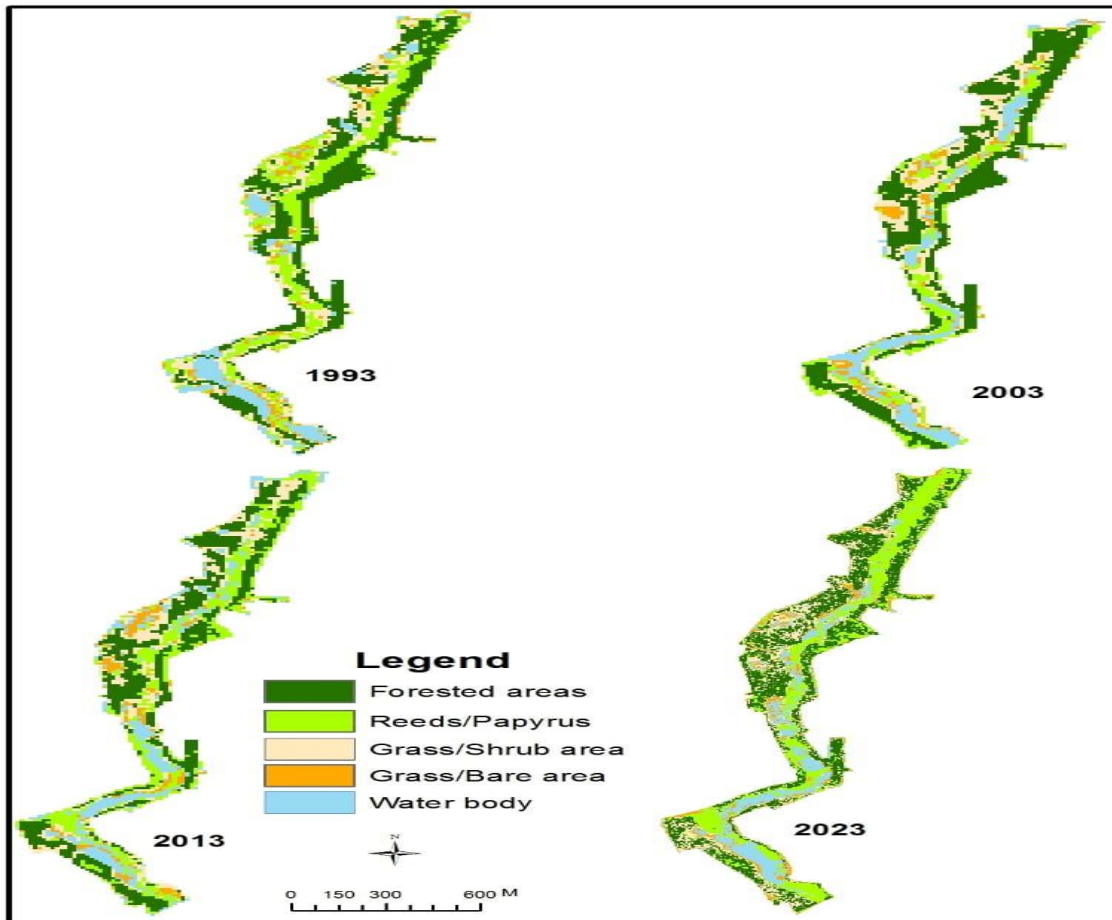 1993
2003
Legend
Forested areas
Reeds/Papyrus
Grass/Shrub area
Grass/Bare area
Water body
2013
2023
N
0 150 300 600 M